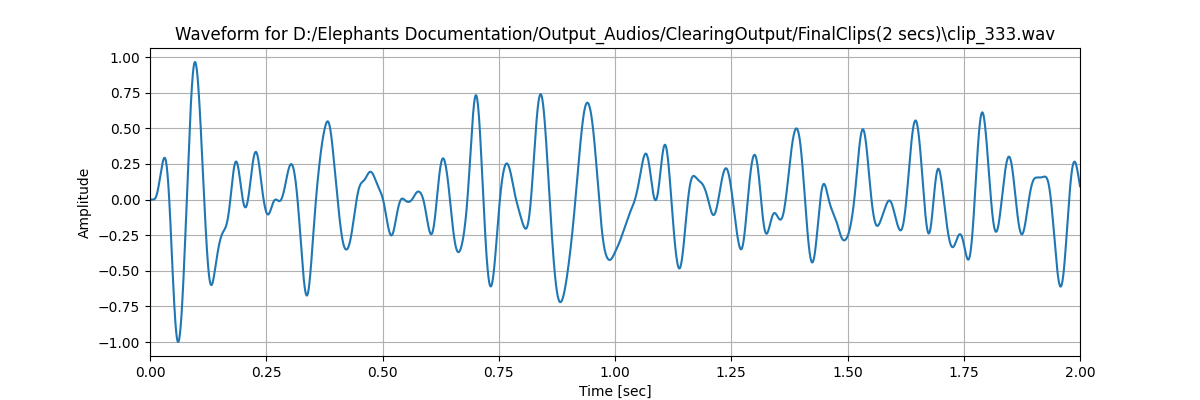 Waveform for D:/Elephants Documentation/Output_Audios/ClearingOutput/FinalClips(2 secs)\clip_333.wav
1.00
0.75
0.50
0.25
0.00
−0.25
−0.50
−0.75
−1.00
Amplitude
0.00 0.25 0.50 0.75 1.00 1.25 1.50 1.75 2.00
Time [sec]